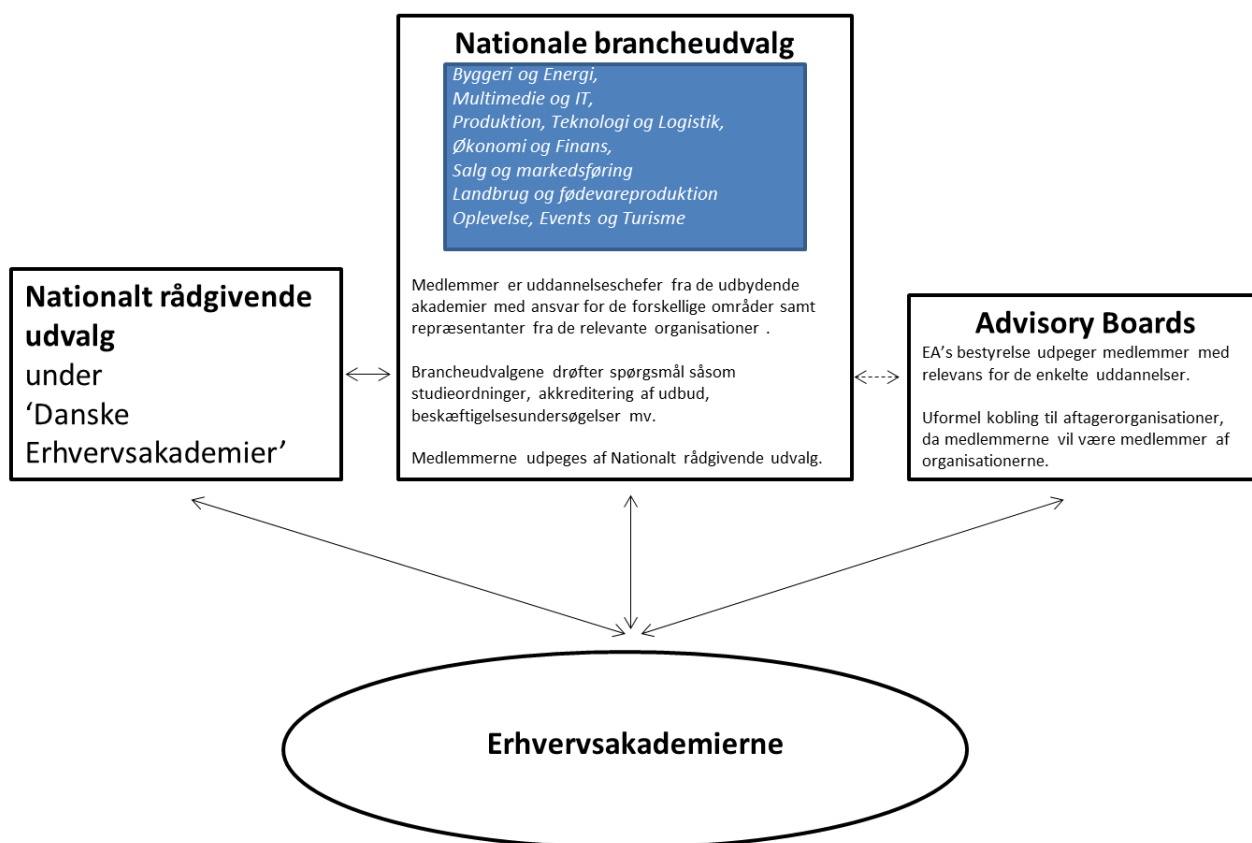 Nationale brancheudvalg
Byggeri og Energi,
Multimedie og IT,
Produktion, Teknologi og Logistik,
Økonomi og Finans,
Salg og markedsføring
Landbrug og fødevareproduktion
Oplevelse, Events og Turisme
Medlemmer er uddannelseschefer fra de udbydende
akademier med ansvar for de forskellige områder samt
repræsentanter fra de relevante organisationer .
Brancheudvalgene drøfter spørgsmål såsom
studieordninger, akkreditering af udbud,
beskæftigelsesundersøgelser mv.
Medlemmerne udpeges af Nationalt rådgivende udvalg.
Nationalt rådgivende
udvalg
under
‘Danske
Erhvervsakademier’
Advisory Boards
EA’s bestyrelse udpeger medlemmer med
relevans for de enkelte uddannelser.
Uformel kobling til aftagerorganisationer,
da medlemmerne vil være medlemmer af
organisationerne.
Erhvervsakademierne